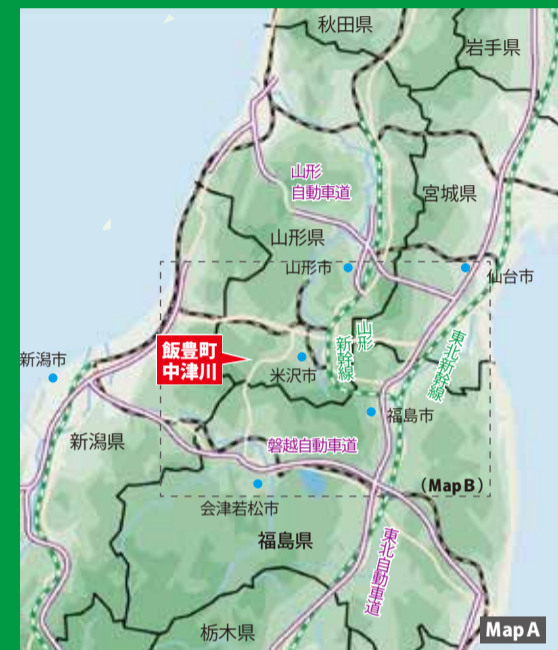 秋田県
岩手県
山形
自動車道
宮城県
山形県
山形市
仙台市
飯豊町
中津川
山形
新幹線
東北新幹線
新潟市
米沢市
福島市
新潟県
磐越自動車道
（Map B）
会津若松市
福島県
東北自動車道
栃木県
Map A